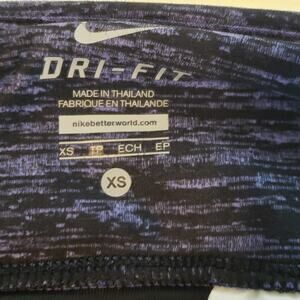 DRI-FIT
MADE IN THAILAND
FABRIQUE EN THAILANDE
nikebetterworld.com
XS TP ECH EP
XS